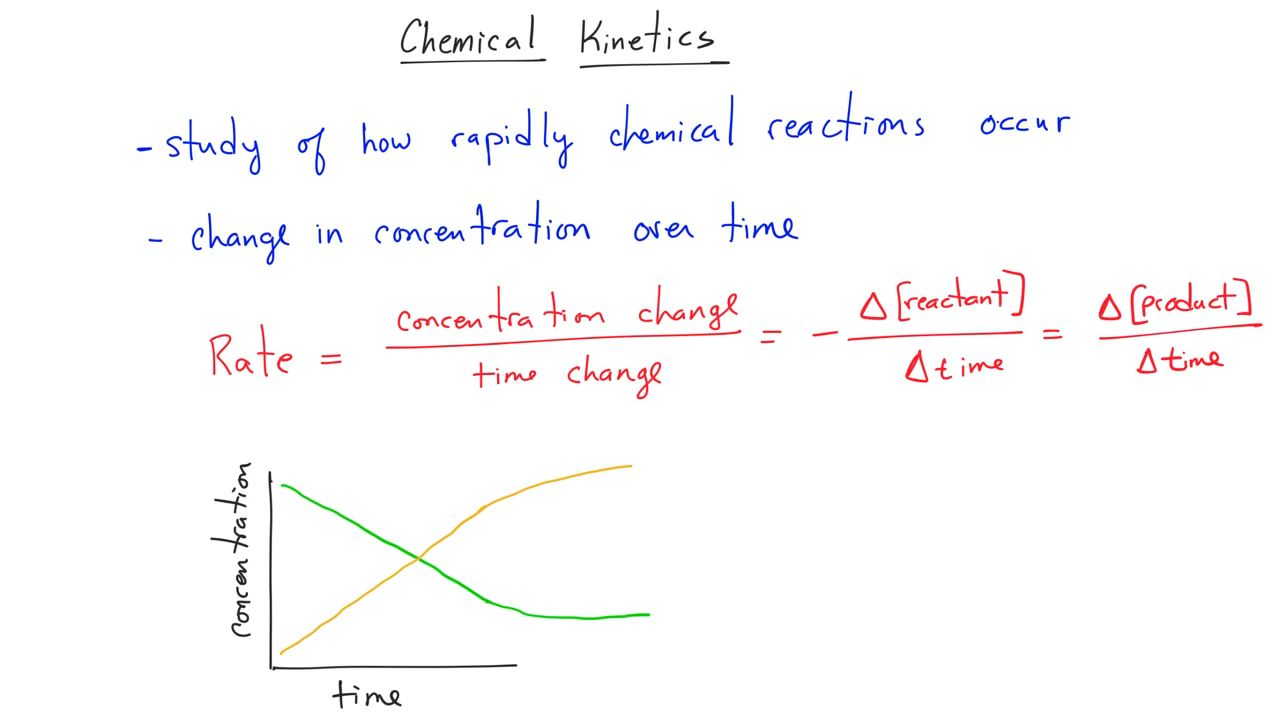 Chemical Kinetics
- study of how rapidly chemical reactions occur
- change in concentration over time
Rate = concentration change / time change = - Δ[reactant] / Δtime = Δ[product] / Δtime
concentration
time